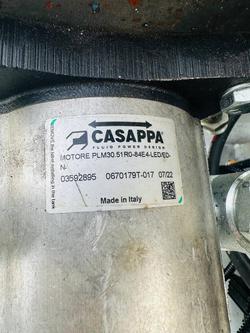 CASAPPA
FLUID POWER DESIGN
MOTORE PLM30.51R0-84E4-LED/ED-
N-
03592895 0670179T-017 07/22
Made in Italy